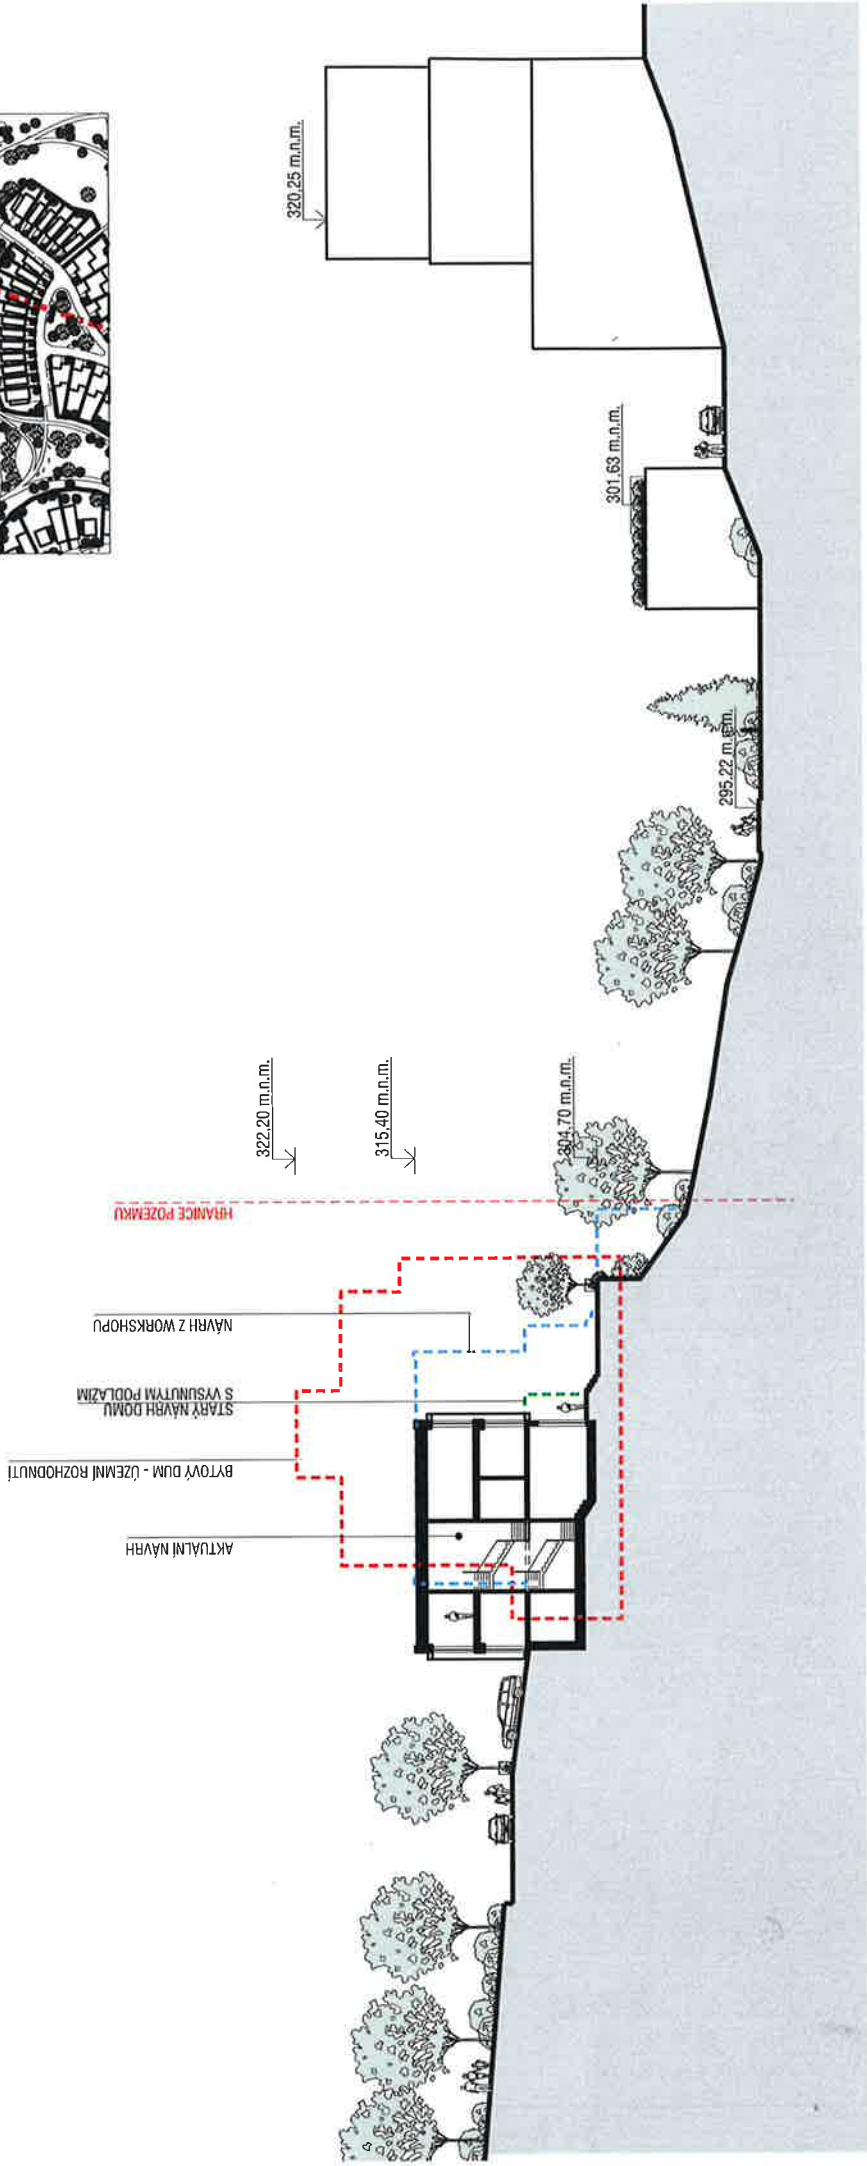 AKTUÁLNÍ NÁVRH
BYTOVÝ DUM - ÚZEMNÍ ROZHODNUTÍ
STARÝ NÁVRH DOMU
S VYSUNUTÝM PODLAŽÍM
NÁVRH Z WORKSHOPU
HRANICE POZEMKU
322.20 m.n.m.
315.40 m.n.m.
304.70 m.n.m.
295.22 m.n.m.
301.63 m.n.m.
320.25 m.n.m.